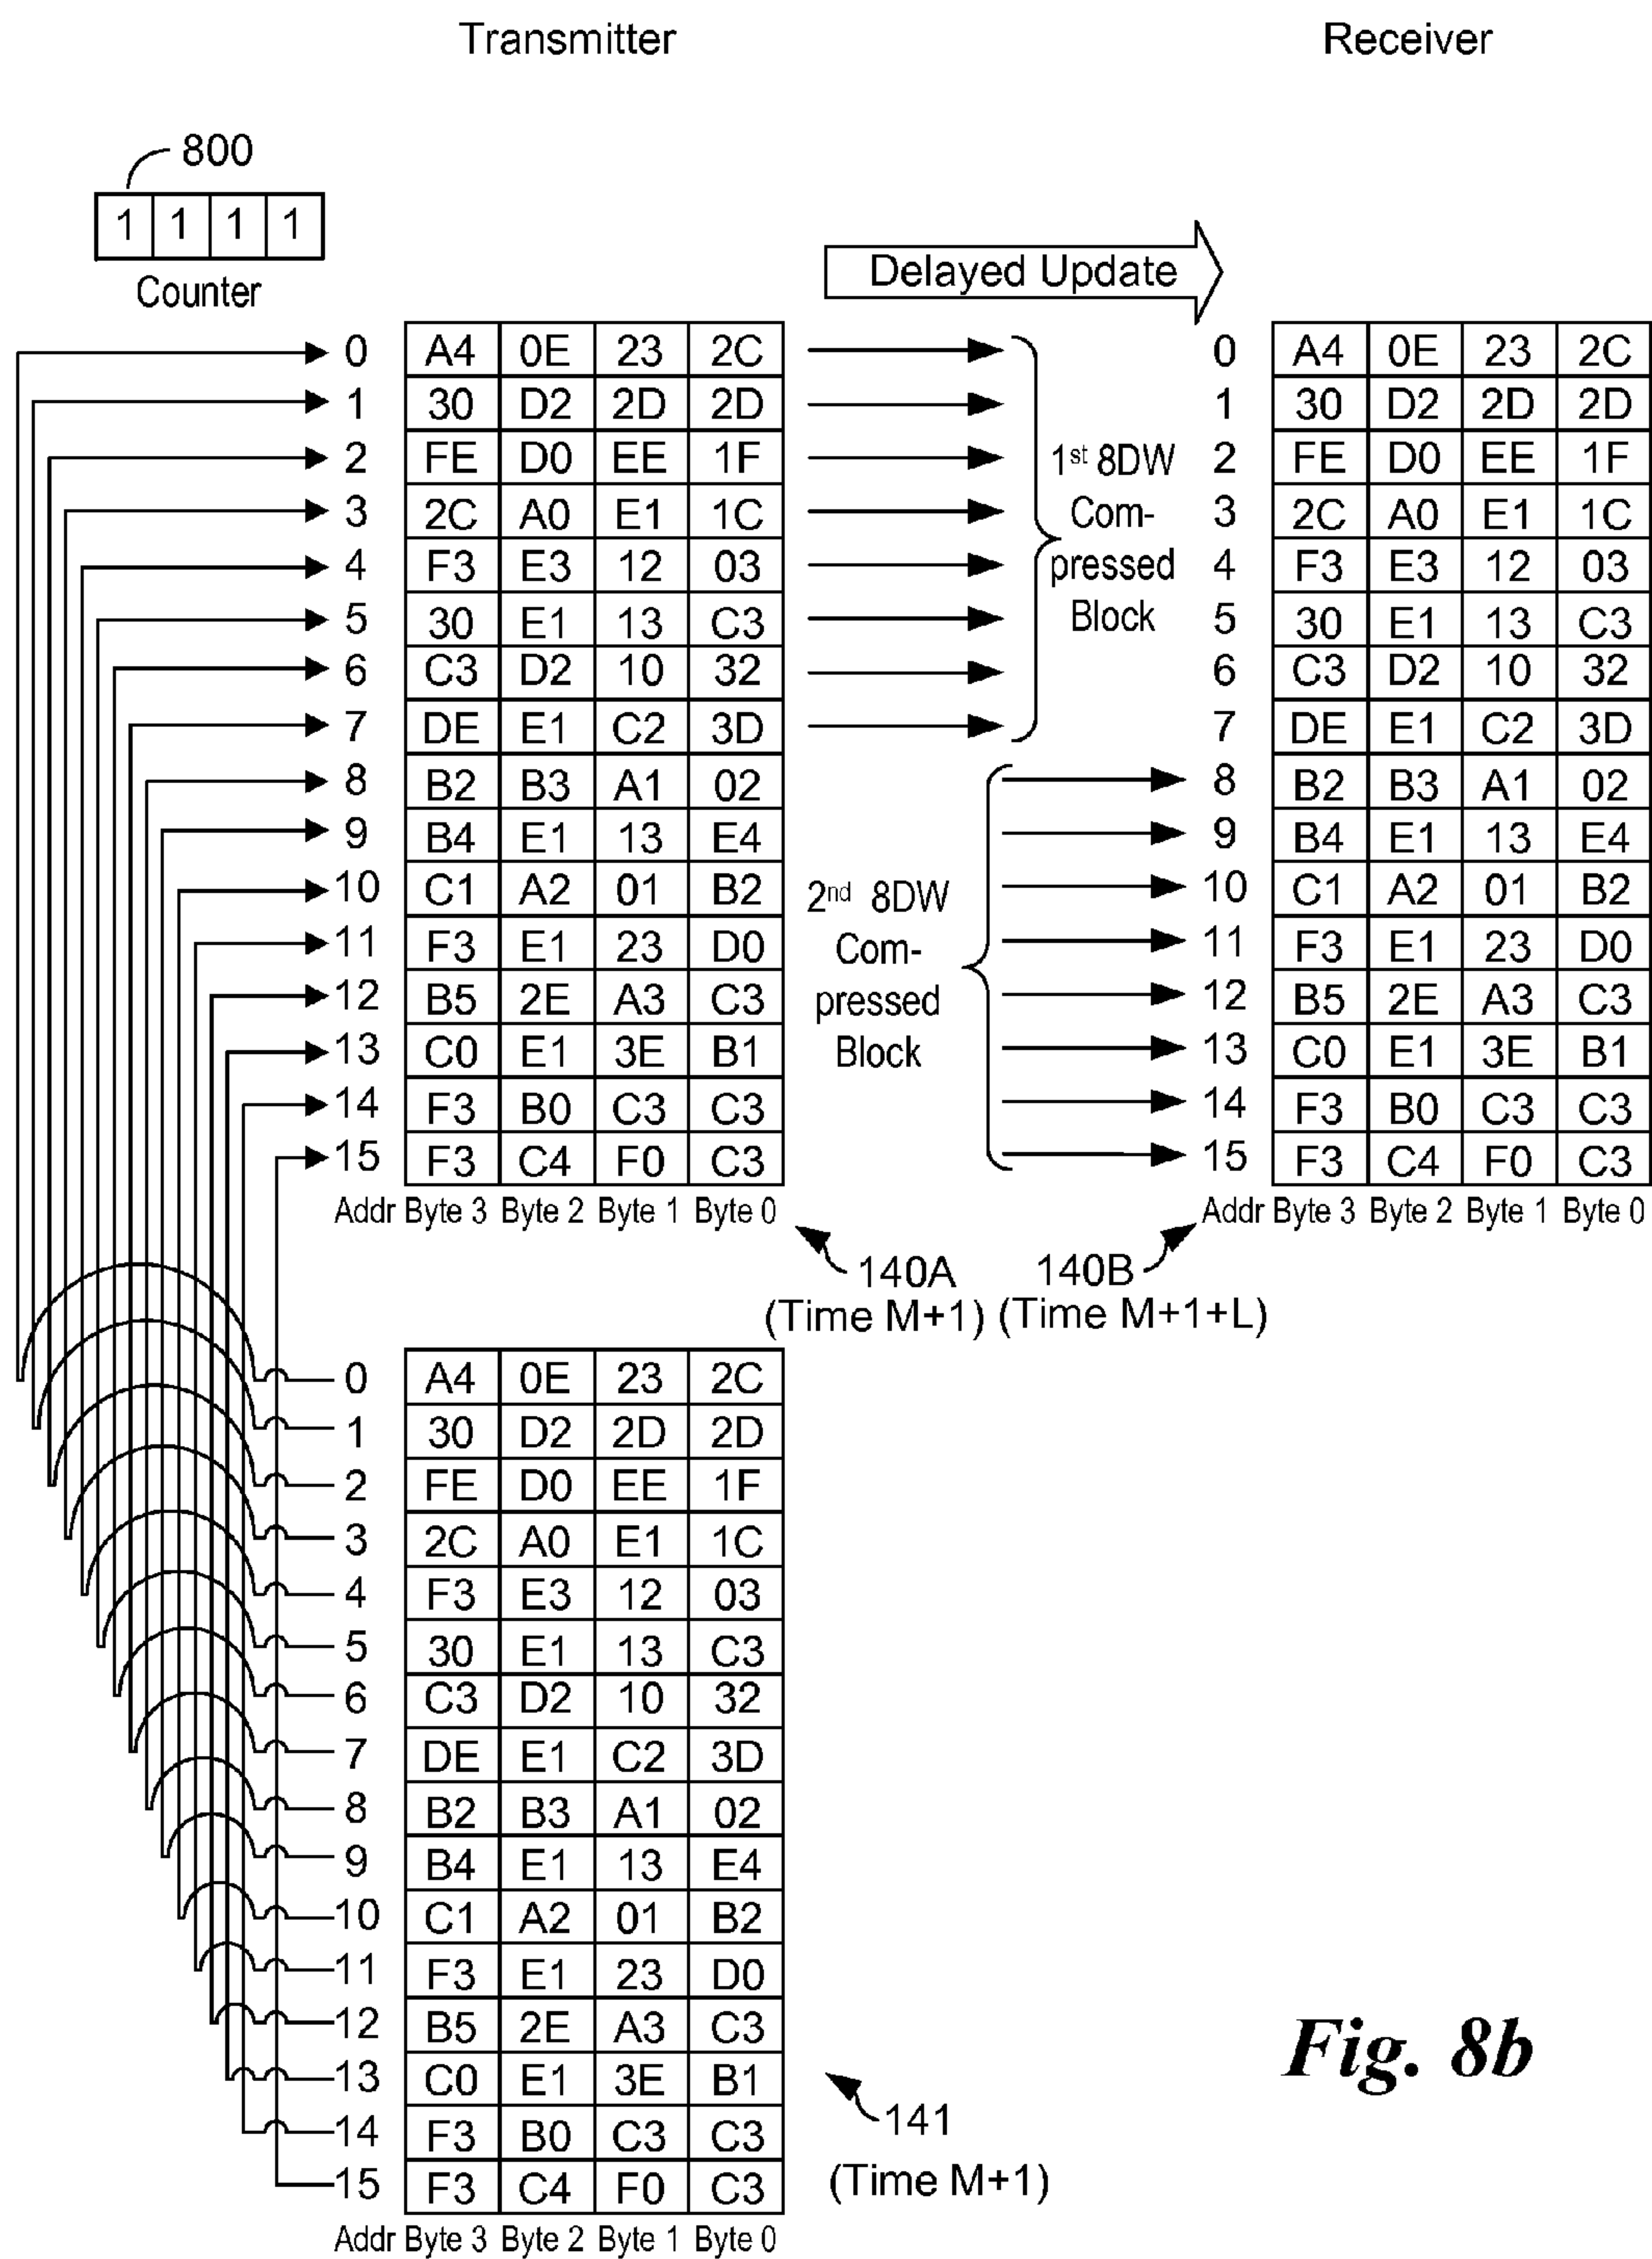 Transmitter Receiver
800
1 1 1 1
Counter
Delayed Update
0 A4 0E 23 2C 0 A4 0E 23 2C
1 30 D2 2D 2D 1 30 D2 2D 2D
2 FE D0 EE 1F 1st 8DW 2 FE D0 EE 1F
3 2C A0 E1 1C Com- 3 2C A0 E1 1C
4 F3 E3 12 03 pressed 4 F3 E3 12 03
5 30 E1 13 C3 Block 5 30 E1 13 C3
6 C3 D2 10 32 6 C3 D2 10 32
7 DE E1 C2 3D 7 DE E1 C2 3D
8 B2 B3 A1 02 8 B2 B3 A1 02
9 B4 E1 13 E4 9 B4 E1 13 E4
10 C1 A2 01 B2 2nd 8DW 10 C1 A2 01 B2
11 F3 E1 23 D0 Com- 11 F3 E1 23 D0
12 B5 2E A3 C3 pressed 12 B5 2E A3 C3
13 C0 E1 3E B1 Block 13 C0 E1 3E B1
14 F3 B0 C3 C3 14 F3 B0 C3 C3
15 F3 C4 F0 C3 15 F3 C4 F0 C3
Addr Byte 3 Byte 2 Byte 1 Byte 0 Addr Byte 3 Byte 2 Byte 1 Byte 0
140A 140B
(Time M+1) (Time M+1+L)
0 A4 0E 23 2C
1 30 D2 2D 2D
2 FE D0 EE 1F
3 2C A0 E1 1C
4 F3 E3 12 03
5 30 E1 13 C3
6 C3 D2 10 32
7 DE E1 C2 3D
8 B2 B3 A1 02
9 B4 E1 13 E4
10 C1 A2 01 B2
11 F3 E1 23 D0
12 B5 2E A3 C3
13 C0 E1 3E B1
14 F3 B0 C3 C3
15 F3 C4 F0 C3
Addr Byte 3 Byte 2 Byte 1 Byte 0
141
(Time M+1)
Fig. 8b